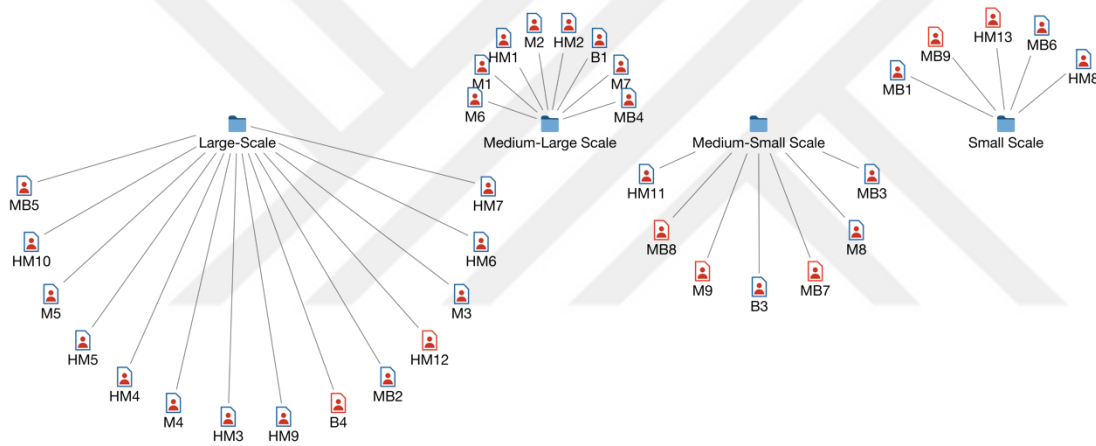 M2
HM2
HM1
B1
M1
M7
M6
MB4
HM13
MB9
MB6
MB1
HM8
Large-Scale
Medium-Large Scale
Medium-Small Scale
Small Scale
MB5
HM7
HM11
MB3
HM10
HM6
MB8
M8
M5
M3
M9
MB7
B3
HM5
HM12
HM4
MB2
M4
HM3
HM9
B4